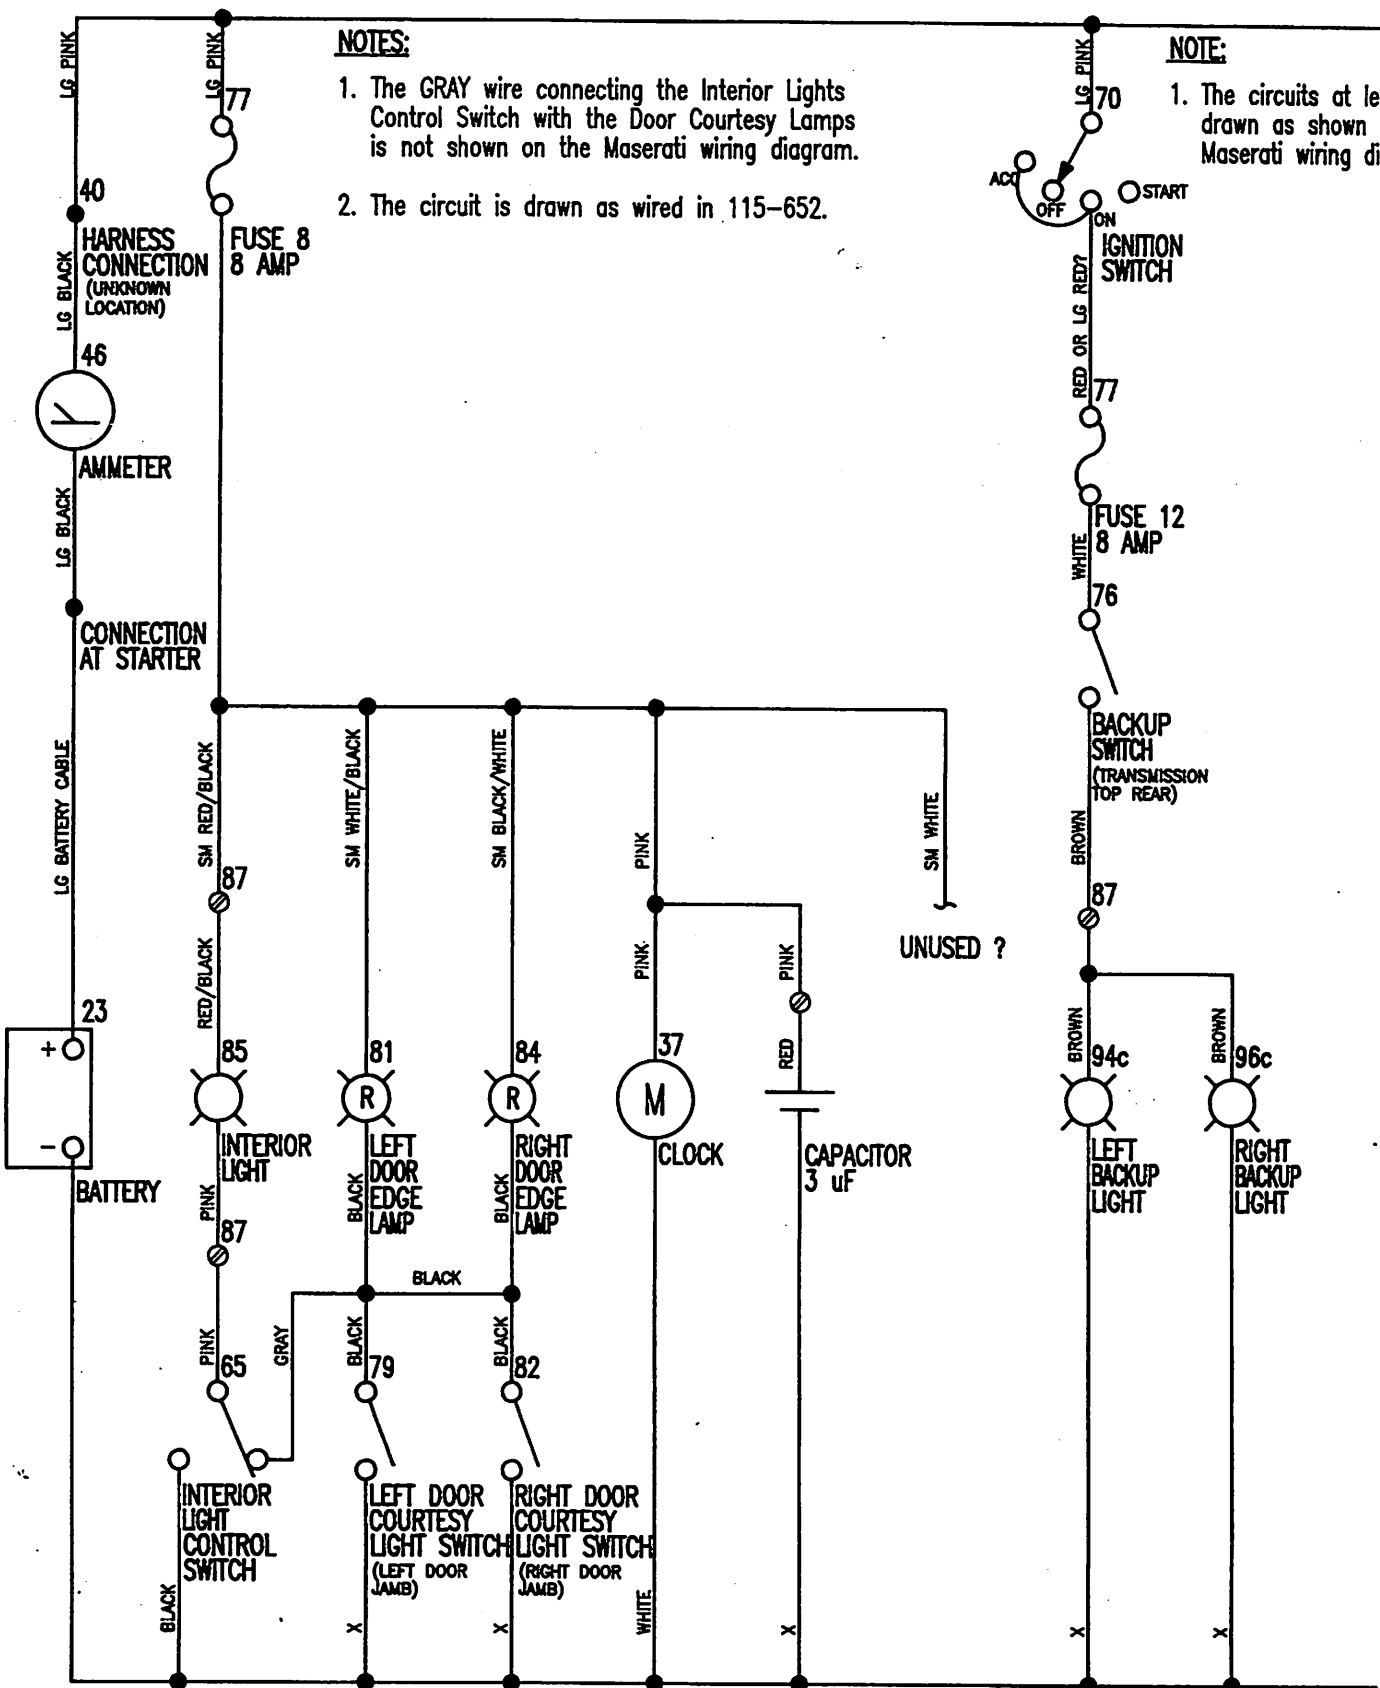 NOTES:
1. The GRAY wire connecting the Interior Lights
Control Switch with the Door Courtesy Lamps
is not shown on the Maserati wiring diagram.
2. The circuit is drawn as wired in 115-652.
NOTE:
1. The circuits at le
drawn as shown
Maserati wiring di
LG PINK
40
HARNESS
CONNECTION
(UNKNOWN
LOCATION)
LG BLACK
46
AMMETER
LG BLACK
CONNECTION
AT STARTER
LG BATTERY CABLE
23
+
-
BATTERY
LG PINK
77
FUSE 8
8 AMP
SM RED/BLACK
87
RED/BLACK
85
INTERIOR
LIGHT
PINK
87
PINK
65
GRAY
INTERIOR
LIGHT
CONTROL
SWITCH
BLACK
SM WHITE/BLACK
81
R
LEFT
DOOR
EDGE
LAMP
BLACK
BLACK
BLACK
79
LEFT DOOR
COURTESY
LIGHT SWITCH
(LEFT DOOR
JAMB)
X
SM BLACK/WHITE
84
R
RIGHT
DOOR
EDGE
LAMP
BLACK
BLACK
82
RIGHT DOOR
COURTESY
LIGHT SWITCH
(RIGHT DOOR
JAMB)
X
PINK
PINK
37
M
CLOCK
WHITE
PINK
RED
CAPACITOR
3 uF
X
SM WHITE
UNUSED ?
LG PINK
70
ACC
OFF
ON
START
IGNITION
SWITCH
RED OR LG RED?
77
FUSE 12
8 AMP
WHITE
76
BACKUP
SWITCH
(TRANSMISSION
TOP REAR)
BROWN
87
BROWN
94c
LEFT
BACKUP
LIGHT
X
BROWN
96c
RIGHT
BACKUP
LIGHT
X